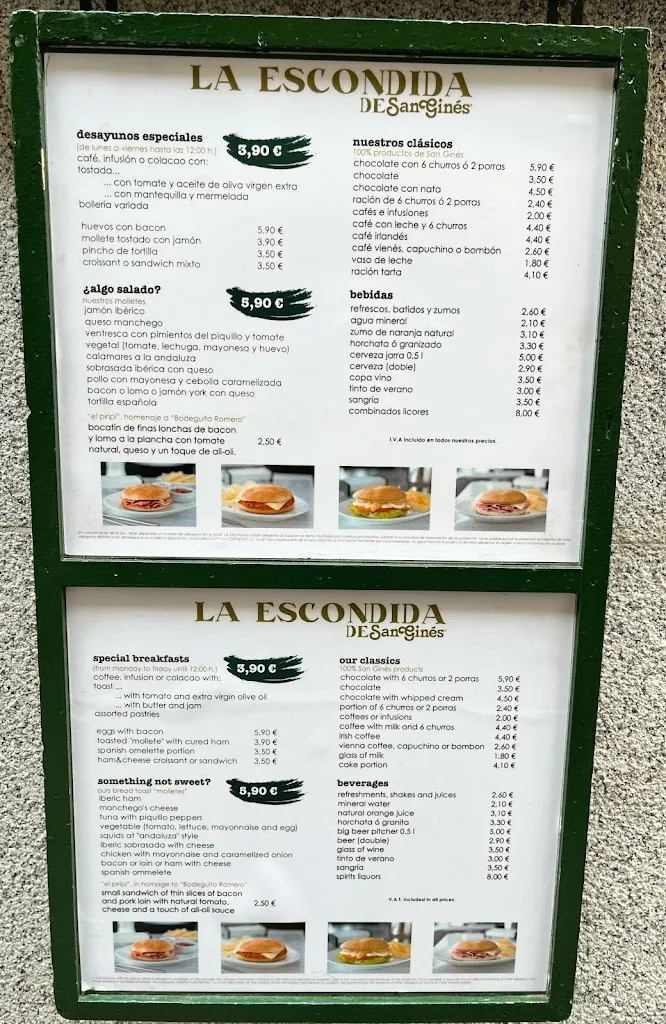 LA ESCONDIDA
DE San Ginés
desayunos especiales
(de lunes a viernes hasta las 12:00 h.)
3,90 €
café, infusión o colacao con:
tostada...
... con tomate y aceite de oliva virgen extra
... con mantequilla y mermelada
bollería variada
huevos con bacon 5,90 €
mollete tostado con jamón 3,90 €
pincho de tortilla 3,50 €
croissant o sandwich mixto 3,50 €
¿algo salado?
5,90 €
nuestros molletes
jamón Ibérico
queso manchego
ventresca con pimientos del piquillo y tomate
vegetal (tomate, lechuga, mayonesa y huevo)
calamares a la andaluza
sobrasada ibérica con queso
pollo con mayonesa y cebolla caramelizada
bacon o lomo o jamón york con queso
tortilla española
"el piripi", homenaje a "Bodeguita Romero"
bocatín de finas lonchas de bacon
y lomo a la plancha con tomate 2,50 €
natural, queso y un toque de ali-oli.
nuestros clásicos
100% productos de San Ginés
chocolate con 6 churros ó 2 porras 5,90 €
chocolate 3,50 €
chocolate con nata 4,50 €
ración de 6 churros ó 2 porras 2,40 €
cafés e infusiones 2,00 €
café con leche y 6 churros 4,40 €
café irlandés 4,40 €
café vienés, capuchino o bombón 2,60 €
vaso de leche 1,80 €
ración tarta 4,10 €
bebidas
refrescos, batidos y zumos 2,60 €
agua mineral 2,10 €
zumo de naranja natural 3,10 €
horchata ó granizado 3,30 €
cerveza jarra 0,5 l 5,00 €
cerveza (doble) 2,90 €
copa vino 3,50 €
tinto de verano 3,00 €
sangría 3,50 €
combinados licores 8,00 €
I.V.A incluido en todos nuestros precios.
LA ESCONDIDA
DE San Ginés
special breakfasts
(from monday to friday until 12:00 h.)
3,90 €
coffee, infusion or colacao with:
toast ...
... with tomato and extra virgin olive oil
... with butter and jam
assorted pastries
eggs with bacon 5,90 €
toasted "mollete" with cured ham 3,90 €
spanish omelette portion 3,50 €
ham&cheese croissant or sandwich 3,50 €
something not sweet?
5,90 €
ours bread toast "molletes"
iberic ham
manchego's cheese
tuna with piquillo peppers
vegetable (tomato, lettuce, mayonnaise and egg)
squids at "andaluza" style
iberic sobrasada with cheese
chicken with mayonnaise and caramelized onion
bacon or loin or ham with cheese
spanish ommelete
"el piripi", in homage to "Bodeguita Romero"
small sandwich of thin slices of bacon
and pork loin with natural tomato, 2,50 €
cheese and a touch of ali-oli sauce
our classics
100% San Ginés products
chocolate with 6 churros or 2 porras 5,90 €
chocolate 3,50 €
chocolate with whipped cream 4,50 €
portion of 6 churros or 2 porras 2,40 €
coffees or infusions 2,00 €
coffee with milk and 6 churros 4,40 €
irish coffee 4,40 €
vienna coffee, capuchino or bombon 2,60 €
glass of milk 1,80 €
cake portion 4,10 €
beverages
refreshments, shakes and juices 2,60 €
mineral water 2,10 €
natural orange juice 3,10 €
horchata ó granita 3,30 €
big beer pitcher 0.5 l 5,00 €
beer (double) 2,90 €
glass of wine 3,50 €
tinto de verano 3,00 €
sangría 3,50 €
spirits liquors 8,00 €
V.A.T. included in all prices.